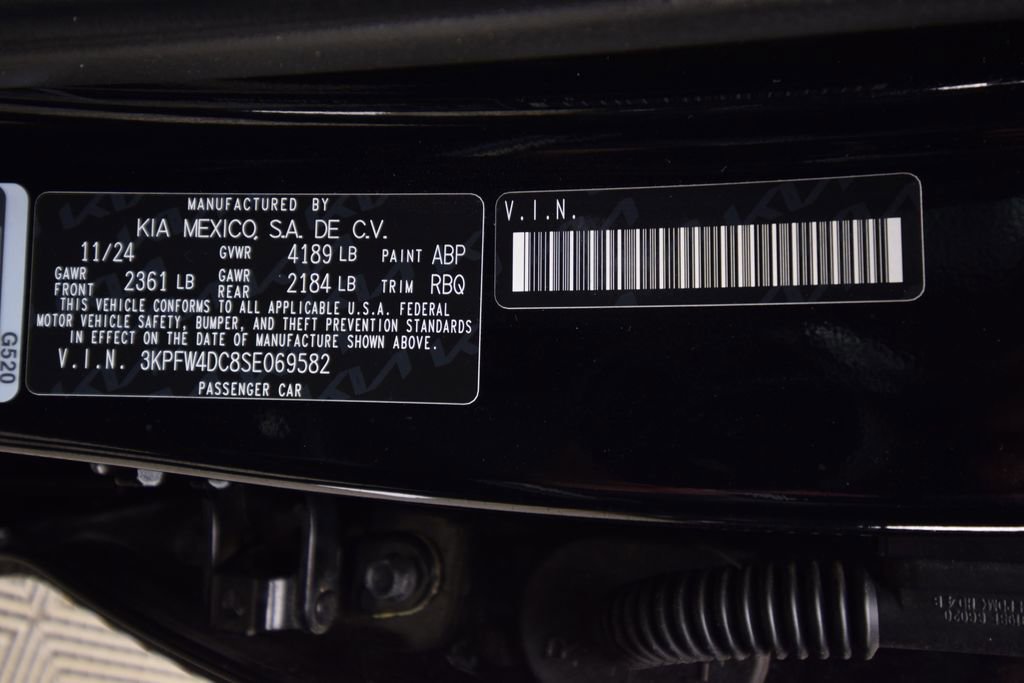 MANUFACTURED BY
KIA MEXICO, S.A. DE C.V.
11/24 GVWR 4189 LB PAINT ABP
GAWR FRONT 2361 LB GAWR REAR 2184 LB TRIM RBQ
THIS VEHICLE CONFORMS TO ALL APPLICABLE U.S.A. FEDERAL
MOTOR VEHICLE SAFETY, BUMPER, AND THEFT PREVENTION STANDARDS
IN EFFECT ON THE DATE OF MANUFACTURE SHOWN ABOVE.
V.I.N. 3KPFW4DC8SE069582
PASSENGER CAR
V.I.N.
G520